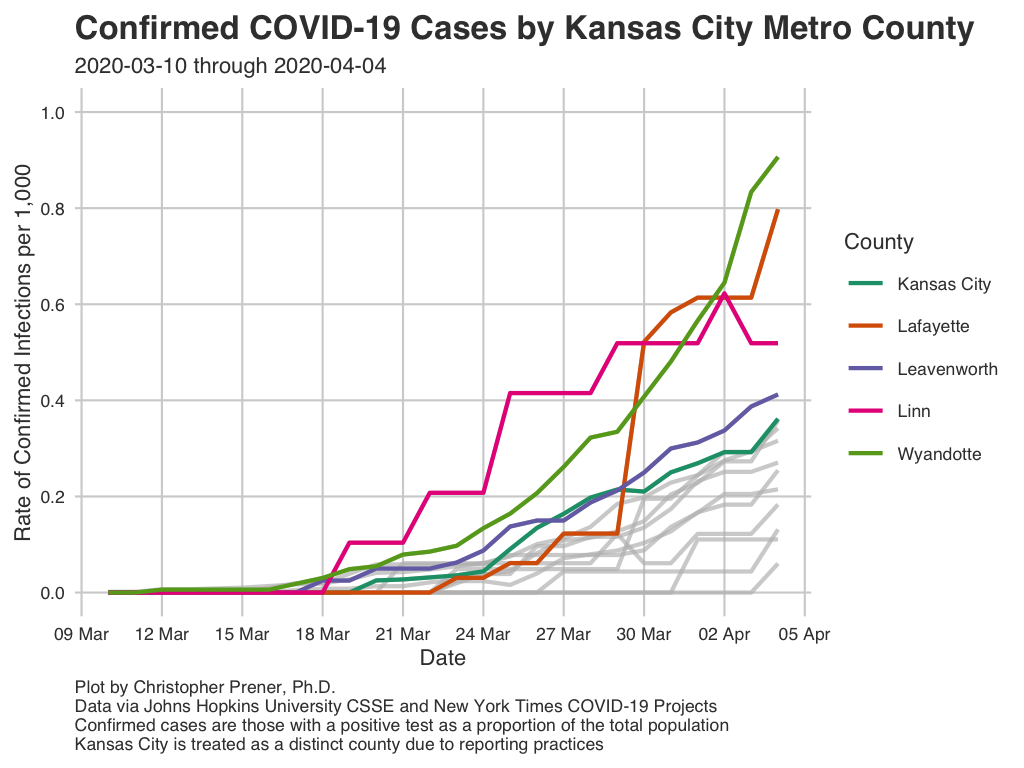 Confirmed COVID-19 Cases by Kansas City Metro County
2020-03-10 through 2020-04-04
Rate of Confirmed Infections per 1,000
1.0
0.8
0.6
0.4
0.2
0.0
09 Mar
12 Mar
15 Mar
18 Mar
21 Mar
24 Mar
27 Mar
30 Mar
02 Apr
05 Apr
Date
County
Kansas City
Lafayette
Leavenworth
Linn
Wyandotte
Plot by Christopher Prener, Ph.D.
Data via Johns Hopkins University CSSE and New York Times COVID-19 Projects
Confirmed cases are those with a positive test as a proportion of the total population
Kansas City is treated as a distinct county due to reporting practices